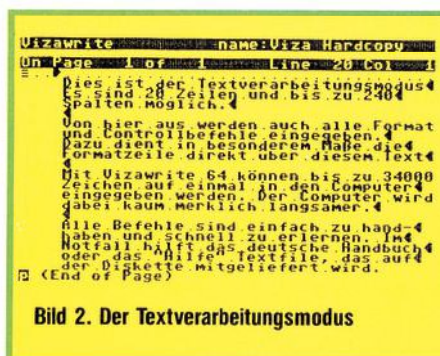 Vizawrite name:Viza Hardcopy
On Page 1 of 1 Line 20 Col 1
Dies ist der Textverarbeitungsmodus
Es sind 20 Zeilen und bis zu 240
Spalten möglich.
Von hier aus werden auch alle Format
und Controllbefehle eingegeben.
Dazu dient in besonderem Maße die
Formatzeile direkt über diesem Text
Mit Vizawrite 64 können bis zu 34000
Zeichen auf einmal in den Computer
eingegeben werden. Der Computer wird
dabei kaum merklich langsamer.
Alle Befehle sind einfach zu hand-
haben und schnell zu erlernen. Im
Notfall hilft das deutsche Handbuch
oder das "Hilfe" Textfile, das auf
der Diskette mitgeliefert wird.
(End of Page)
Bild 2. Der Textverarbeitungsmodus